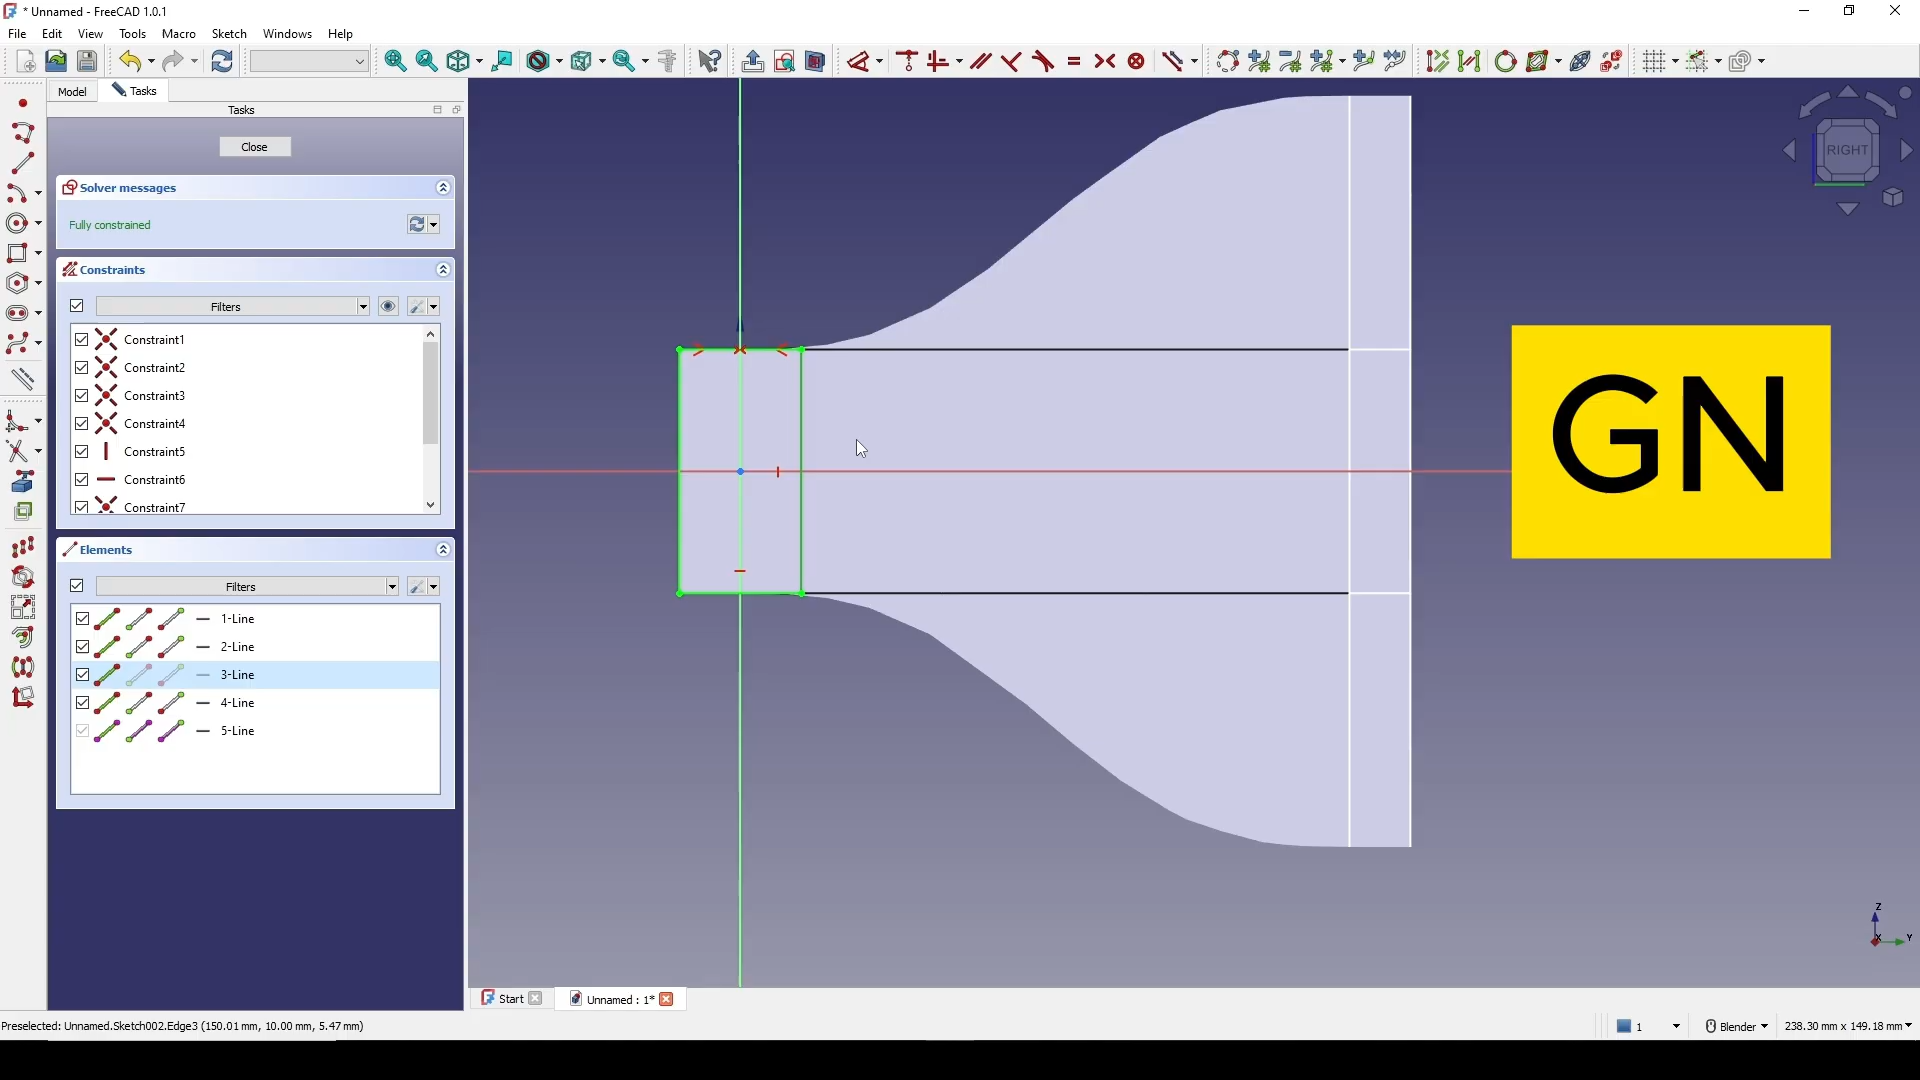 * Unnamed - FreeCAD 1.0.1
File Edit View Tools Macro Sketch Windows Help
Model Tasks
Tasks
Close
Solver messages
Fully constrained
Constraints
Filters
Constraint1
Constraint2
Constraint3
Constraint4
Constraint5
Constraint6
Constraint7
Elements
Filters
1-Line
2-Line
3-Line
4-Line
5-Line
RIGHT
GN
Z
X
Y
Start
Unnamed : 1*
Preselected: Unnamed.Sketch002.Edge3 (150.01 mm, 10.00 mm, 5.47 mm)
1
Blender
238.30 mm x 149.18 mm